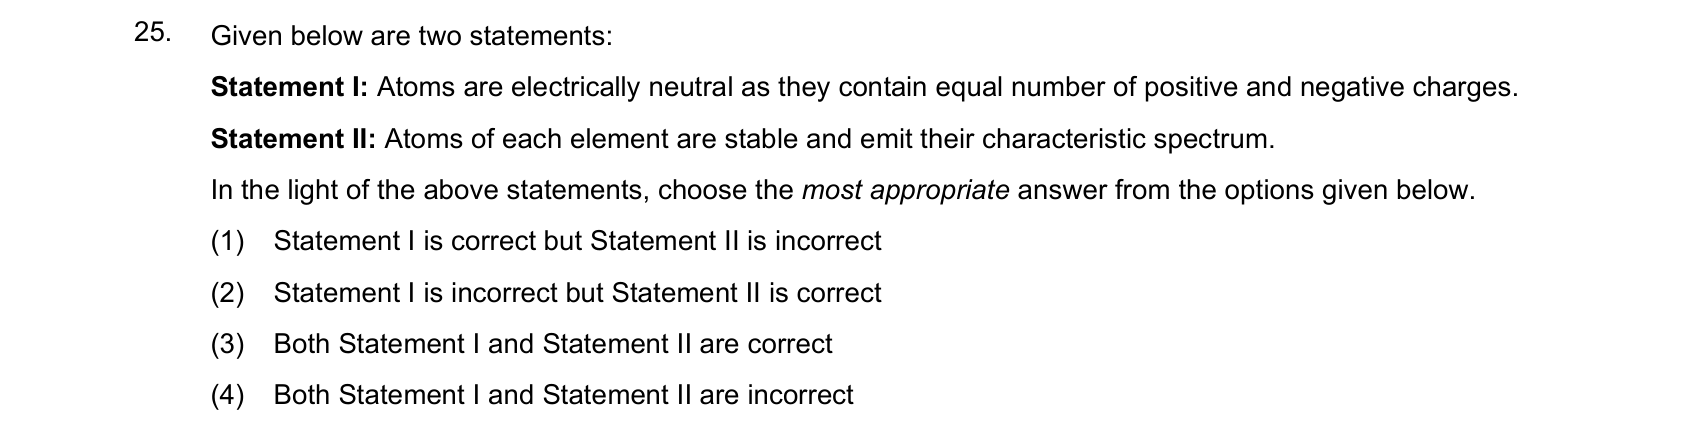 25. Given below are two statements:
Statement I: Atoms are electrically neutral as they contain equal number of positive and negative charges.
Statement II: Atoms of each element are stable and emit their characteristic spectrum.
In the light of the above statements, choose the most appropriate answer from the options given below.
(1) Statement I is correct but Statement II is incorrect
(2) Statement I is incorrect but Statement II is correct
(3) Both Statement I and Statement II are correct
(4) Both Statement I and Statement II are incorrect